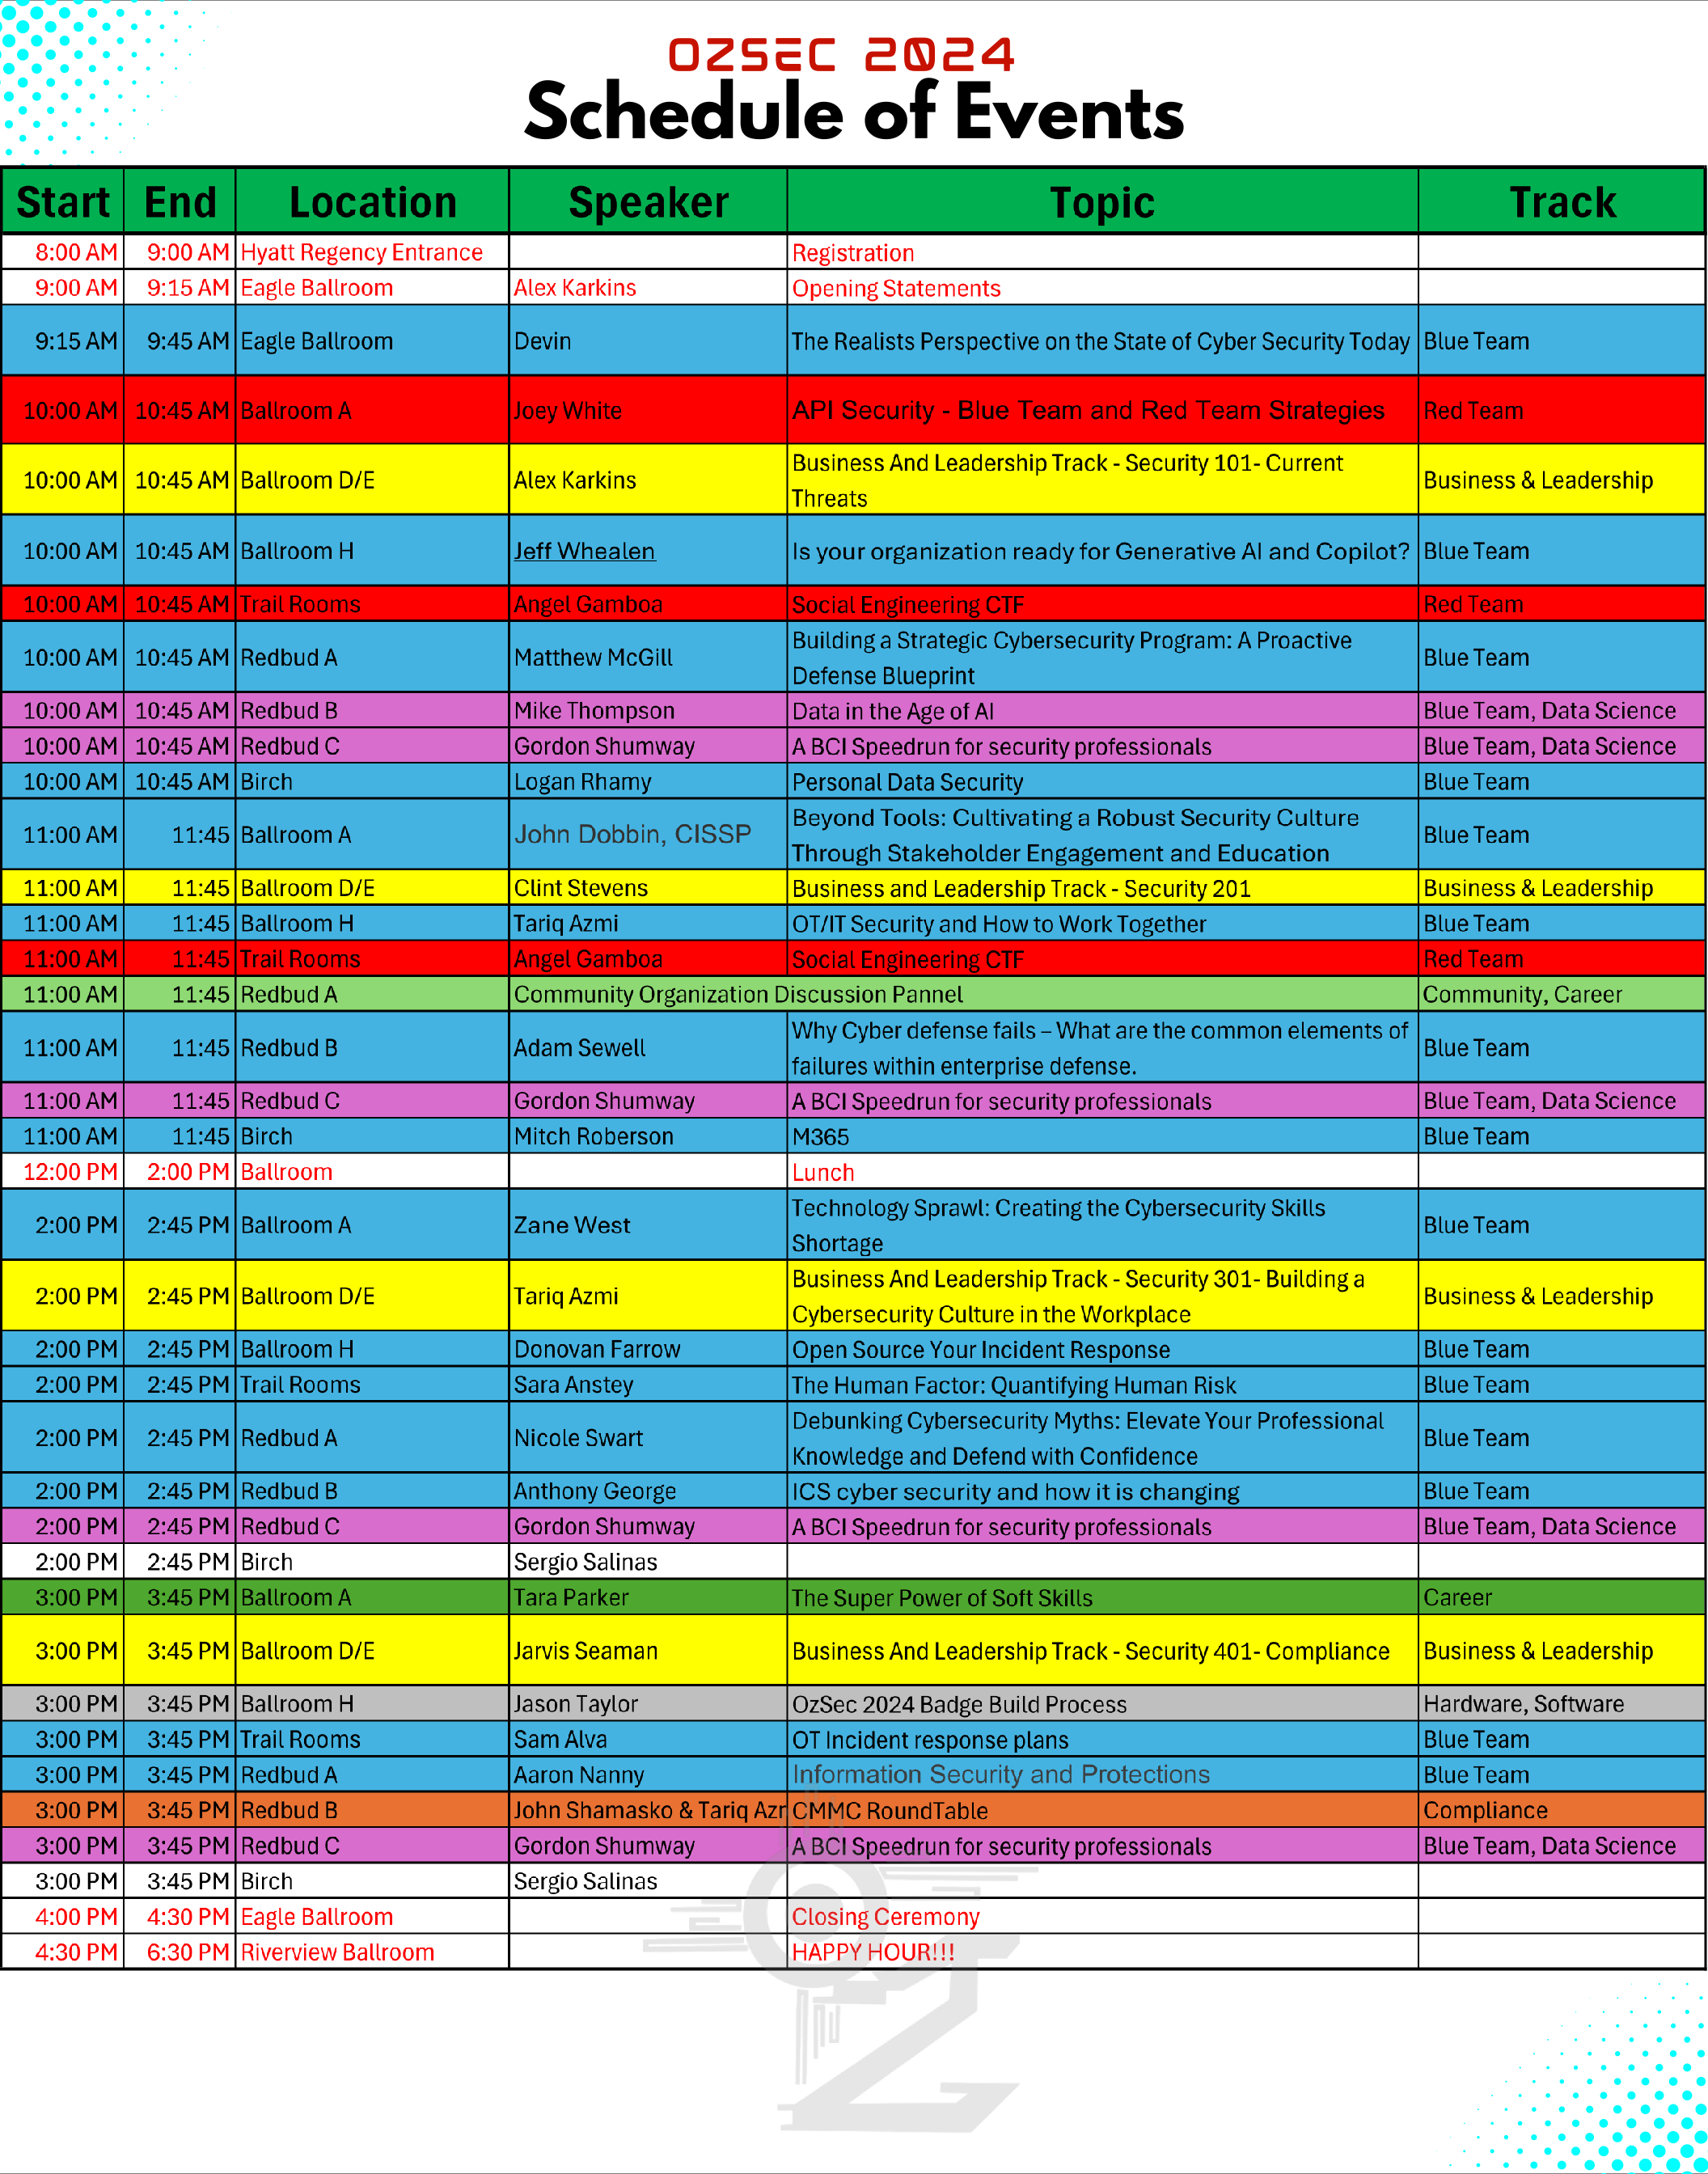 OZSEC 2024
Schedule of Events
Start End Location Speaker Topic Track
8:00 AM 9:00 AM Hyatt Regency Entrance Registration
9:00 AM 9:15 AM Eagle Ballroom Alex Karkins Opening Statements
9:15 AM 9:45 AM Eagle Ballroom Devin The Realists Perspective on the State of Cyber Security Today Blue Team
10:00 AM 10:45 AM Ballroom A Joey White API Security - Blue Team and Red Team Strategies Red Team
10:00 AM 10:45 AM Ballroom D/E Alex Karkins Business And Leadership Track - Security 101- Current
Threats Business & Leadership
10:00 AM 10:45 AM Ballroom H Jeff Whealen Is your organization ready for Generative AI and Copilot? Blue Team
10:00 AM 10:45 AM Trail Rooms Angel Gamboa Social Engineering CTF Red Team
10:00 AM 10:45 AM Redbud A Matthew McGill Building a Strategic Cybersecurity Program: A Proactive
Defense Blueprint Blue Team
10:00 AM 10:45 AM Redbud B Mike Thompson Data in the Age of AI Blue Team, Data Science
10:00 AM 10:45 AM Redbud C Gordon Shumway A BCI Speedrun for security professionals Blue Team, Data Science
10:00 AM 10:45 AM Birch Logan Rhamy Personal Data Security Blue Team
11:00 AM 11:45 Ballroom A John Dobbin, CISSP Beyond Tools: Cultivating a Robust Security Culture
Through Stakeholder Engagement and Education Blue Team
11:00 AM 11:45 Ballroom D/E Clint Stevens Business and Leadership Track - Security 201 Business & Leadership
11:00 AM 11:45 Ballroom H Tariq Azmi OT/IT Security and How to Work Together Blue Team
11:00 AM 11:45 Trail Rooms Angel Gamboa Social Engineering CTF Red Team
11:00 AM 11:45 Redbud A Community Organization Discussion Pannel Community, Career
11:00 AM 11:45 Redbud B Adam Sewell Why Cyber defense fails – What are the common elements of
failures within enterprise defense. Blue Team
11:00 AM 11:45 Redbud C Gordon Shumway A BCI Speedrun for security professionals Blue Team, Data Science
11:00 AM 11:45 Birch Mitch Roberson M365 Blue Team
12:00 PM 2:00 PM Ballroom Lunch
2:00 PM 2:45 PM Ballroom A Zane West Technology Sprawl: Creating the Cybersecurity Skills
Shortage Blue Team
2:00 PM 2:45 PM Ballroom D/E Tariq Azmi Business And Leadership Track - Security 301- Building a
Cybersecurity Culture in the Workplace Business & Leadership
2:00 PM 2:45 PM Ballroom H Donovan Farrow Open Source Your Incident Response Blue Team
2:00 PM 2:45 PM Trail Rooms Sara Anstey The Human Factor: Quantifying Human Risk Blue Team
2:00 PM 2:45 PM Redbud A Nicole Swart Debunking Cybersecurity Myths: Elevate Your Professional
Knowledge and Defend with Confidence Blue Team
2:00 PM 2:45 PM Redbud B Anthony George ICS cyber security and how it is changing Blue Team
2:00 PM 2:45 PM Redbud C Gordon Shumway A BCI Speedrun for security professionals Blue Team, Data Science
2:00 PM 2:45 PM Birch Sergio Salinas
3:00 PM 3:45 PM Ballroom A Tara Parker The Super Power of Soft Skills Career
3:00 PM 3:45 PM Ballroom D/E Jarvis Seaman Business And Leadership Track - Security 401- Compliance Business & Leadership
3:00 PM 3:45 PM Ballroom H Jason Taylor OzSec 2024 Badge Build Process Hardware, Software
3:00 PM 3:45 PM Trail Rooms Sam Alva OT Incident response plans Blue Team
3:00 PM 3:45 PM Redbud A Aaron Nanny Information Security and Protections Blue Team
3:00 PM 3:45 PM Redbud B John Shamasko & Tariq CMMC RoundTable Compliance
3:00 PM 3:45 PM Redbud C Gordon Shumway A BCI Speedrun for security professionals Blue Team, Data Science
3:00 PM 3:45 PM Birch Sergio Salinas
4:00 PM 4:30 PM Eagle Ballroom Closing Ceremony
4:30 PM 6:30 PM Riverview Ballroom HAPPY HOUR!!!
OZ